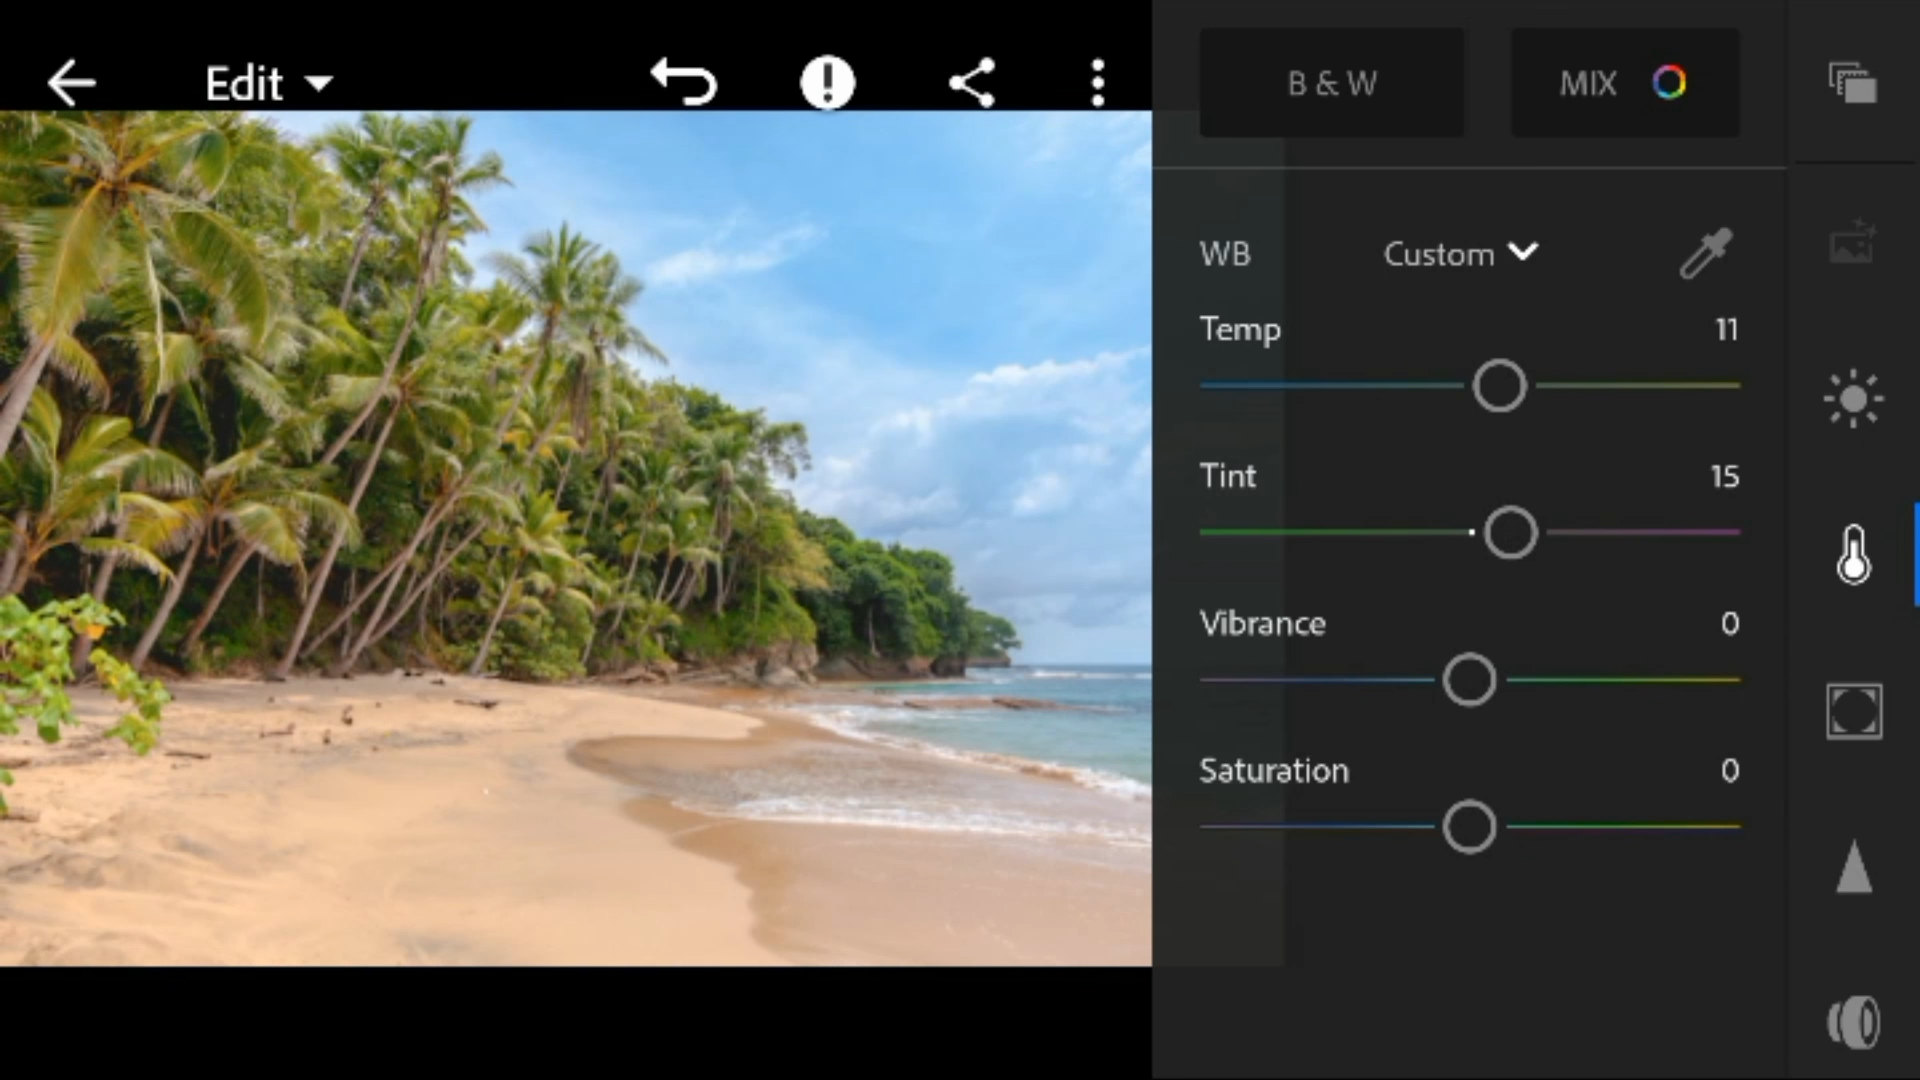 Edit
B & W
MIX
WB
Custom
Temp
11
Tint
15
Vibrance
0
Saturation
0